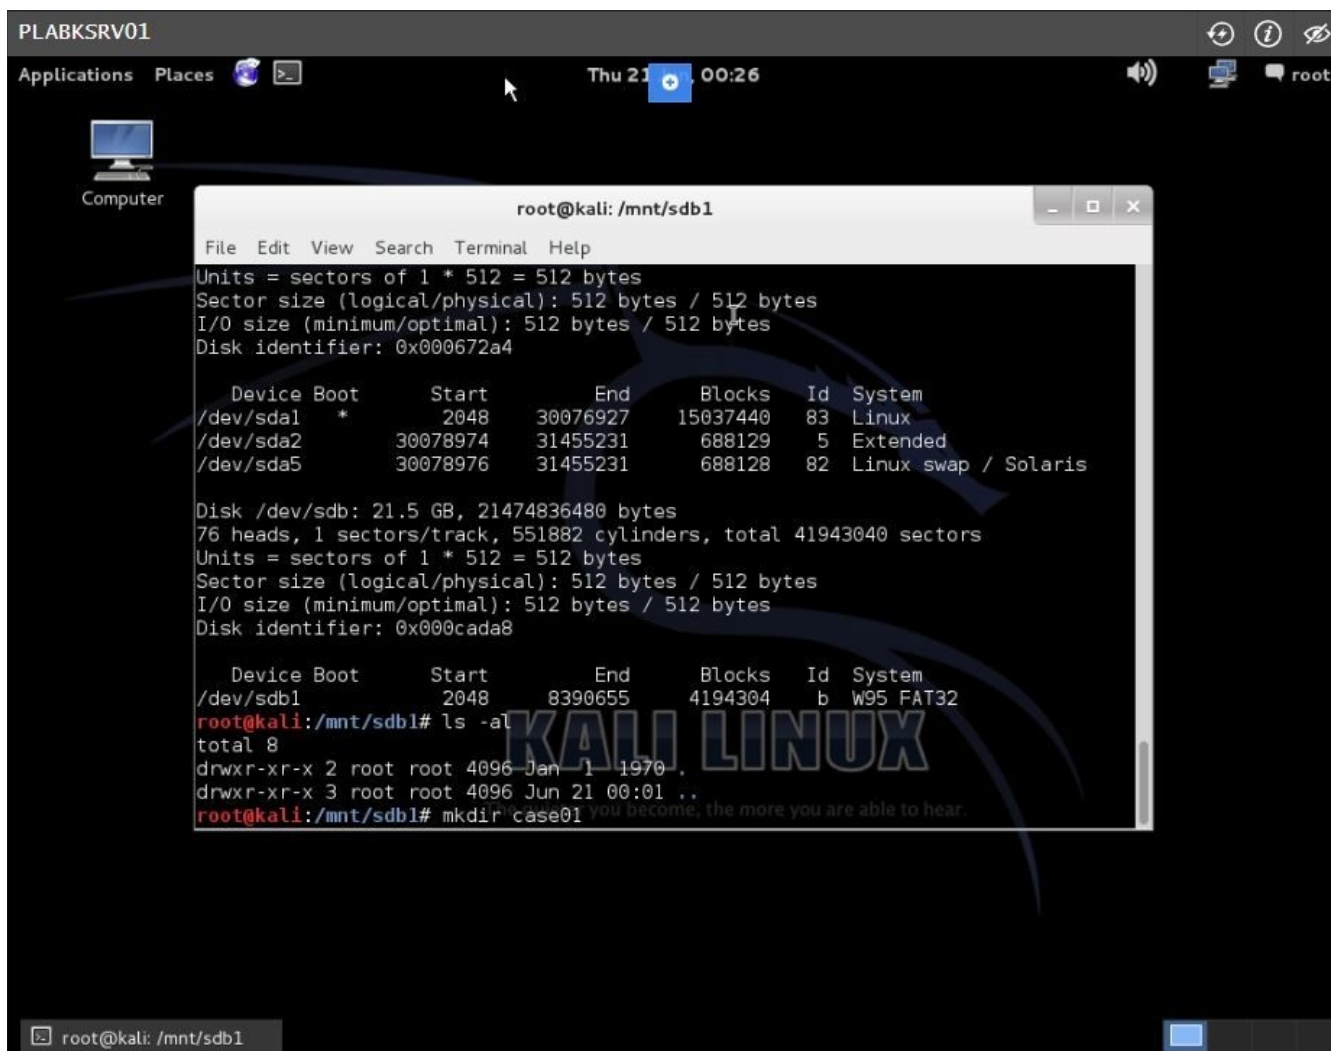 PLABKSRV01
Applications Places Thu 21 , 00:26 root
Computer
root@kali: /mnt/sdb1
File Edit View Search Terminal Help
Units = sectors of 1 * 512 = 512 bytes
Sector size (logical/physical): 512 bytes / 512 bytes
I/O size (minimum/optimal): 512 bytes / 512 bytes
Disk identifier: 0x000672a4
Device Boot Start End Blocks Id System
/dev/sda1 * 2048 30076927 15037440 83 Linux
/dev/sda2 30078974 31455231 688129 5 Extended
/dev/sda5 30078976 31455231 688128 82 Linux swap / Solaris
Disk /dev/sdb: 21.5 GB, 21474836480 bytes
76 heads, 1 sectors/track, 551882 cylinders, total 41943040 sectors
Units = sectors of 1 * 512 = 512 bytes
Sector size (logical/physical): 512 bytes / 512 bytes
I/O size (minimum/optimal): 512 bytes / 512 bytes
Disk identifier: 0x000cada8
Device Boot Start End Blocks Id System
/dev/sdb1 2048 8390655 4194304 b W95 FAT32
root@kali:/mnt/sdb1# ls -al
KALI LINUX
total 8
drwxr-xr-x 2 root root 4096 Jan 1 1970 .
drwxr-xr-x 3 root root 4096 Jun 21 00:01 ..
root@kali:/mnt/sdb1# mkdir case01
you become, the more you are able to hear.
root@kali: /mnt/sdb1